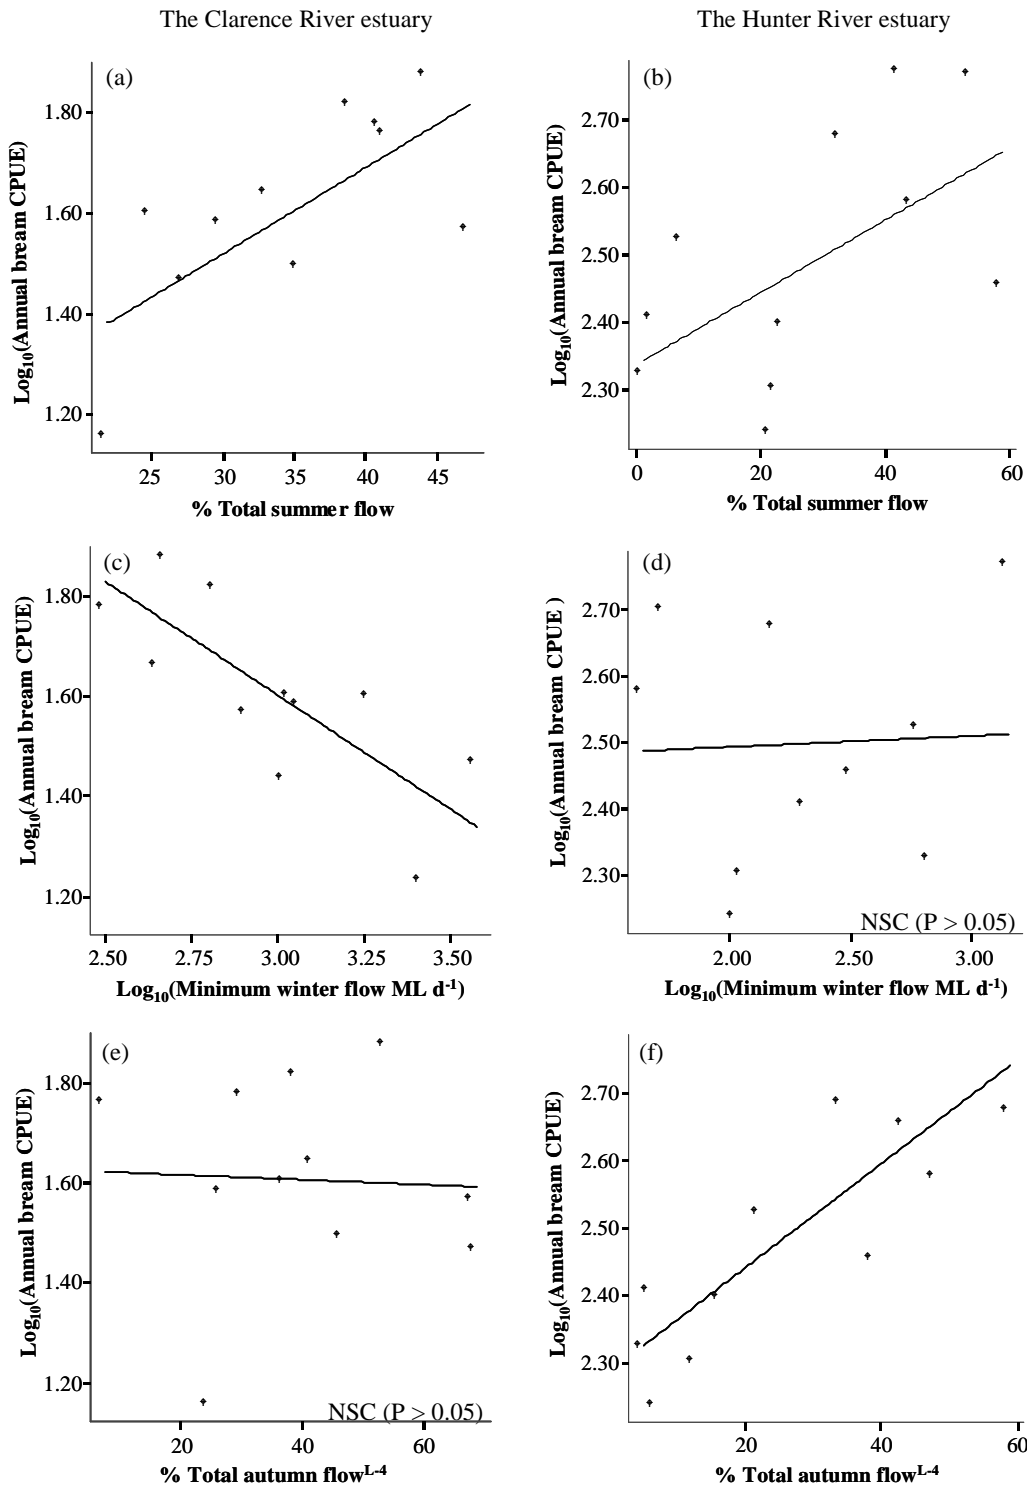 The Clarence River estuary
The Hunter River estuary
(a)
Log10(Annual bream CPUE)
1.80
1.60
1.40
1.20
25 30 35 40 45
% Total summer flow
(b)
Log10(Annual bream CPUE)
2.70
2.60
2.50
2.40
2.30
0 20 40 60
% Total summer flow
(c)
Log10(Annual bream CPUE)
1.80
1.60
1.40
1.20
2.50 2.75 3.00 3.25 3.50
Log10(Minimum winter flow ML d-1)
(d)
Log10(Annual bream CPUE )
2.70
2.60
2.50
2.40
2.30
NSC (P > 0.05)
2.00 2.50 3.00
Log10(Minimum winter flow ML d-1)
(e)
Log10(Annual bream CPUE)
1.80
1.60
1.40
1.20
NSC (P > 0.05)
20 40 60
% Total autumn flowL-4
(f)
Log10(Annual bream CPUE)
2.70
2.60
2.50
2.40
2.30
20 40 60
% Total autumn flowL-4